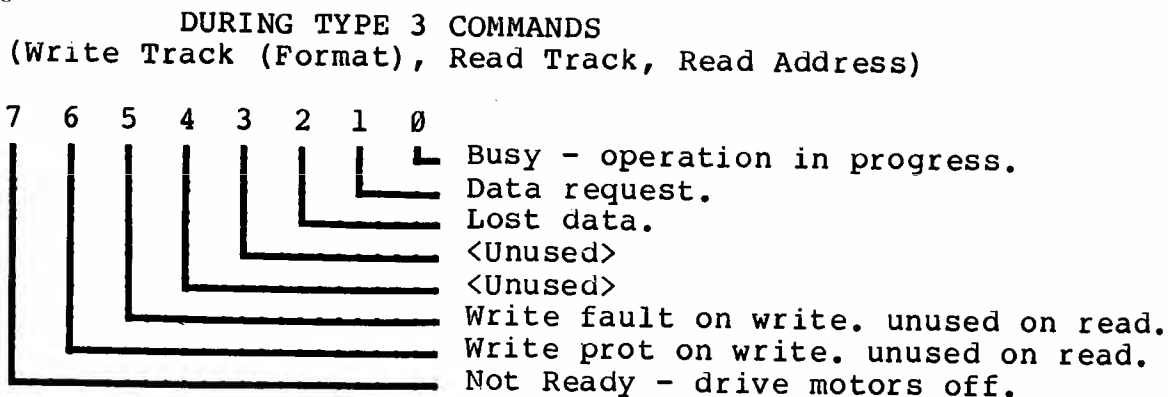 DURING TYPE 3 COMMANDS
(Write Track (Format), Read Track, Read Address)
7 6 5 4 3 2 1 0
Busy - operation in progress.
Data request.
Lost data.
<Unused>
<Unused>
Write fault on write. unused on read.
Write prot on write. unused on read.
Not Ready - drive motors off.